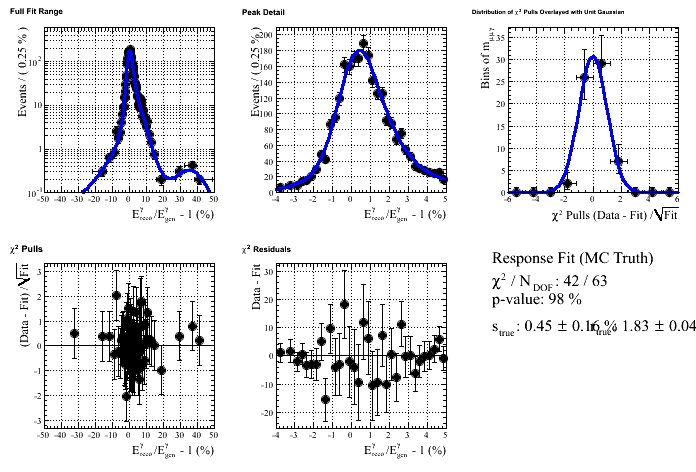 Full Fit Range
Events / ( 0.25 % )
10²
10
1
10⁻¹
-50 -40 -30 -20 -10 0 10 20 30 40 50
E^γ_reco/E^γ_gen - 1 (%)
Peak Detail
Events / ( 0.25 % )
200
180
160
140
120
100
80
60
40
20
-4 -3 -2 -1 0 1 2 3 4 5
E^γ_reco/E^γ_gen - 1 (%)
Distribution of χ² Pulls Overlayed with Unit Gaussian
Bins of m_μμγ
35
30
25
20
15
10
5
0
-6 -4 -2 0 2 4 6
χ² Pulls (Data - Fit) /√Fit
χ² Pulls
(Data - Fit) /√Fit
3
2
1
0
-1
-2
-3
-50 -40 -30 -20 -10 0 10 20 30 40 50
E^γ_reco/E^γ_gen - 1 (%)
χ² Residuals
Data - Fit
30
20
10
0
-10
-20
-4 -3 -2 -1 0 1 2 3 4 5
E^γ_reco/E^γ_gen - 1 (%)
Response Fit (MC Truth)
χ² / N_DOF : 42 / 63
p-value: 98 %
s_true : 0.45 ± 0.16 % r_true : 1.83 ± 0.04